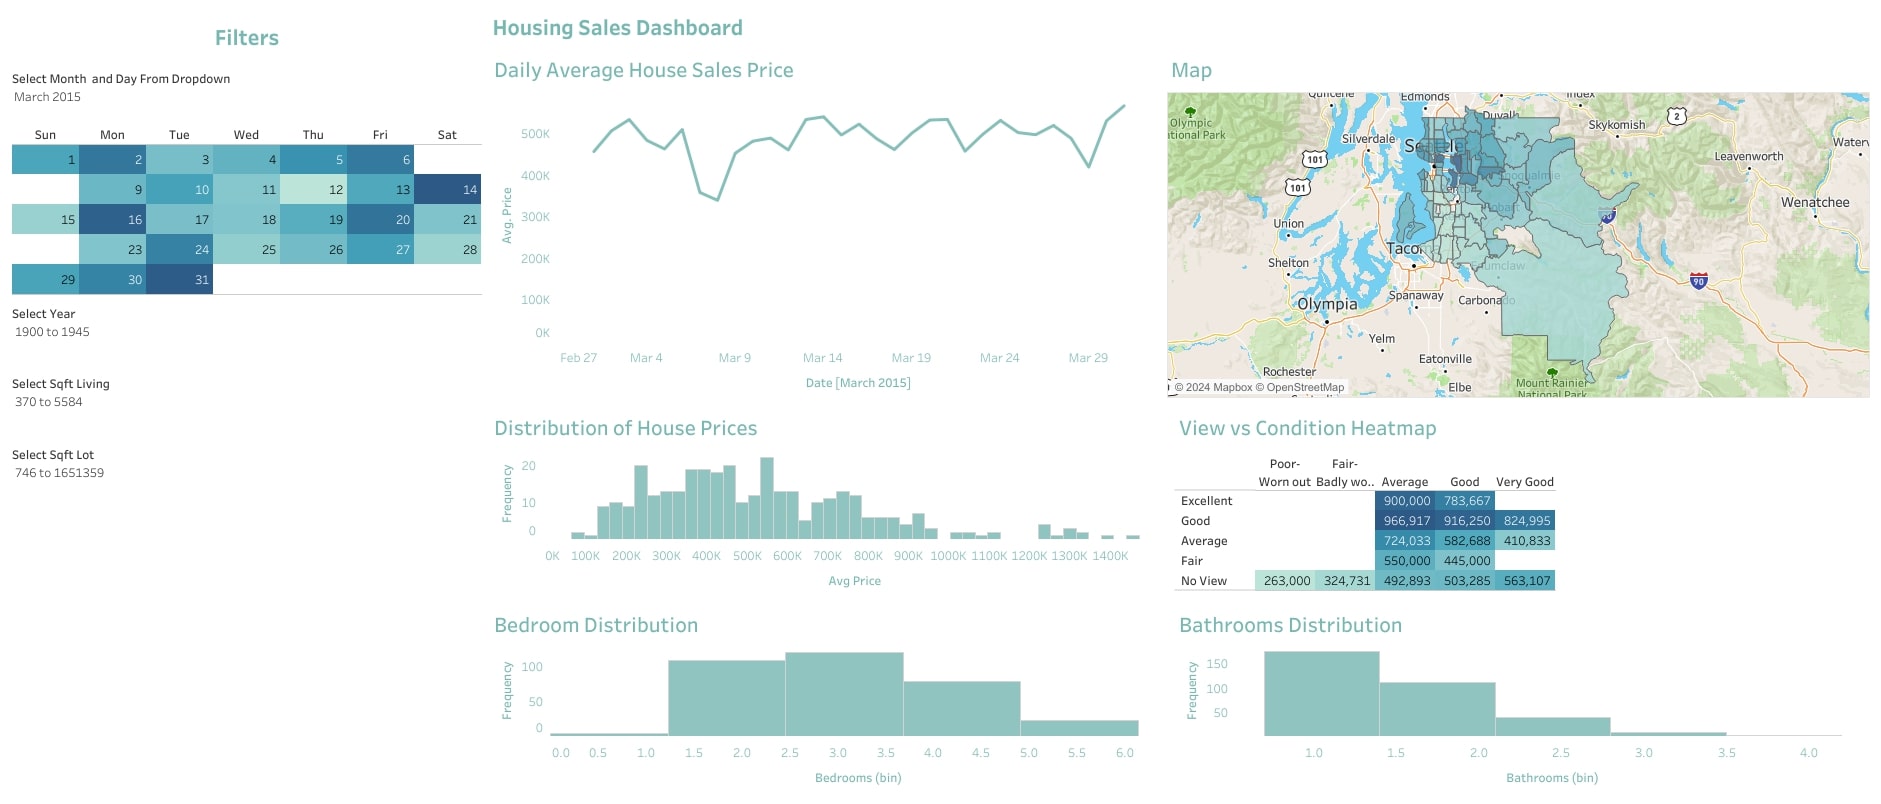 Filters
Select Month and Day From Dropdown
March 2015
Sun Mon Tue Wed Thu Fri Sat
1 2 3 4 5 6
9 10 11 12 13 14
15 16 17 18 19 20 21
23 24 25 26 27 28
29 30 31
Select Year
1900 to 1945
Select Sqft Living
370 to 5584
Select Sqft Lot
746 to 1651359
Housing Sales Dashboard
Daily Average House Sales Price
Avg. Price
500K
400K
300K
200K
100K
0K
Feb 27 Mar 4 Mar 9 Mar 14 Mar 19 Mar 24 Mar 29
Date [March 2015]
Map
Quilcene
Edmonds
Index
Olympic
Duvall
2
Skykomish
Silverdale
Seattle
101
Leavenworth
101
Snoqualmie
Wenatchee
Hobart
90
Union
Shelton
Enumclaw
90
Spanaway
Carbonado
Olympia
Yelm
Eatonville
Rochester
Elbe
Mount Rainier
National Park
© 2024 Mapbox © OpenStreetMap
Distribution of House Prices
Frequency
20
10
0
0K 100K 200K 300K 400K 500K 600K 700K 800K 900K 1000K 1100K 1200K 1300K 1400K
Avg Price
View vs Condition Heatmap
Poor- Fair-
Worn out Badly wo.. Average Good Very Good
Excellent 900,000 783,667
Good 966,917 916,250 824,995
Average 724,033 582,688 410,833
Fair 550,000 445,000
No View 263,000 324,731 492,893 503,285 563,107
Bedroom Distribution
Frequency
100
50
0
0.0 0.5 1.0 1.5 2.0 2.5 3.0 3.5 4.0 4.5 5.0 5.5 6.0
Bedrooms (bin)
Bathrooms Distribution
Frequency
150
100
50
1.0 1.5 2.0 2.5 3.0 3.5 4.0
Bathrooms (bin)